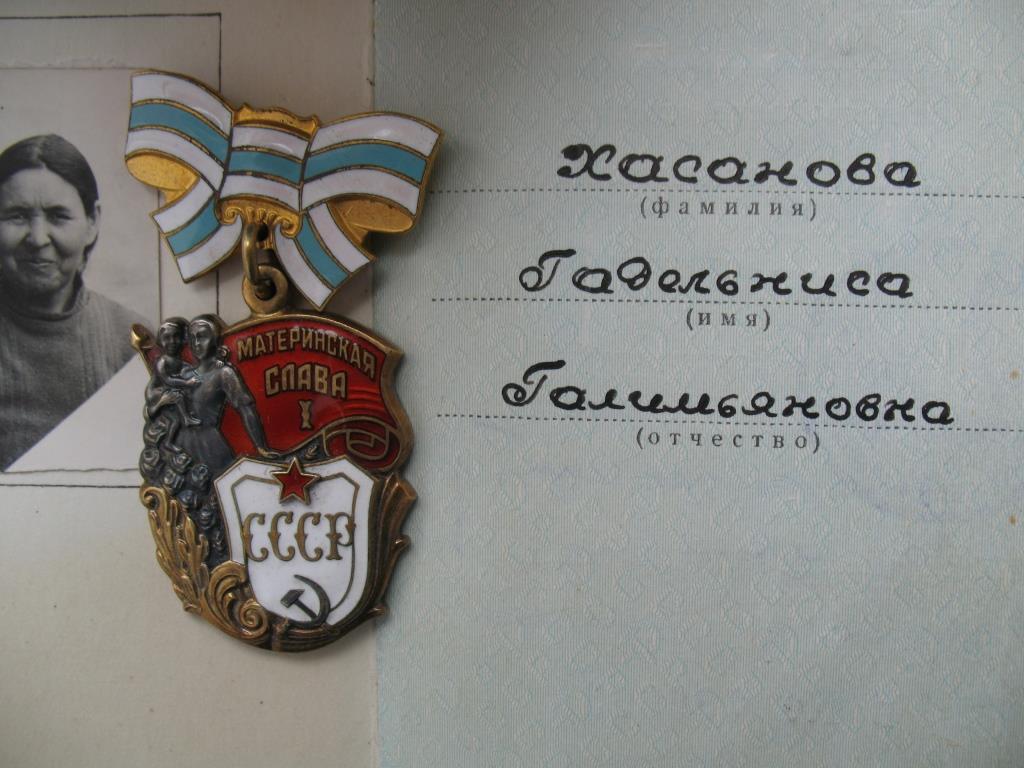 Хасанова
(фамилия)
Гадельниса
(имя)
Галимьяновна
(отчество)
МАТЕРИНСКАЯ
СЛАВА
I
СССР